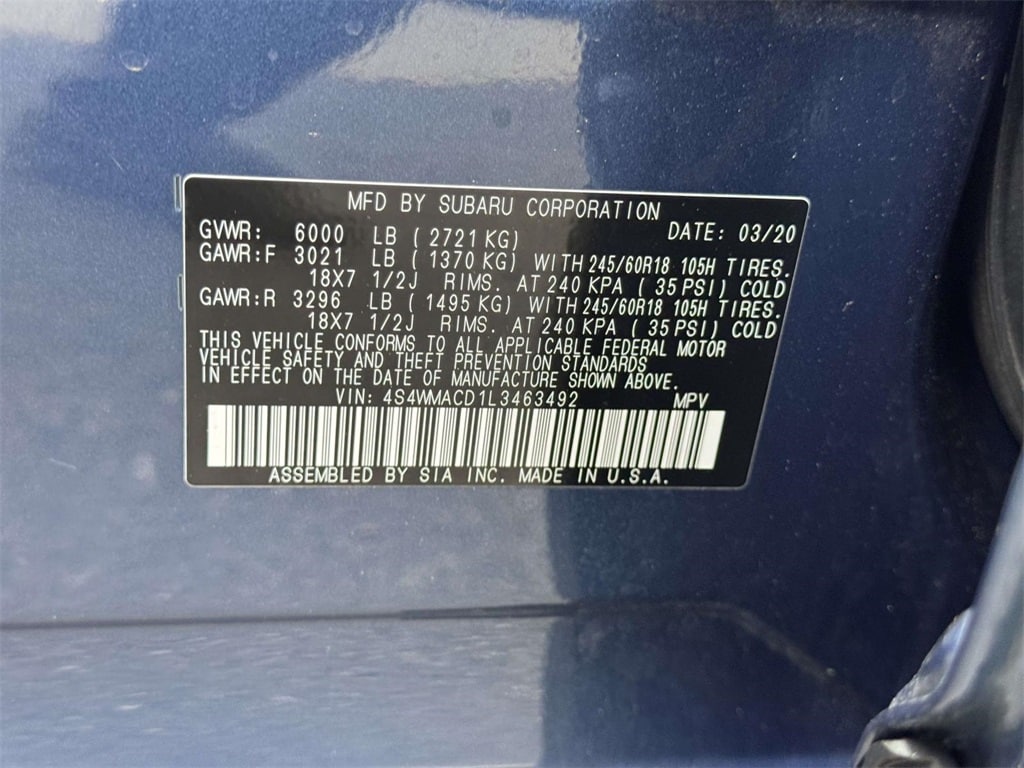 MFD BY SUBARU CORPORATION
GVWR: 6000 LB ( 2721 KG) DATE: 03/20
GAWR:F 3021 LB ( 1370 KG) WITH 245/60R18 105H TIRES.
18X7 1/2J RIMS. AT 240 KPA ( 35 PSI) COLD
GAWR:R 3296 LB ( 1495 KG) WITH 245/60R18 105H TIRES.
18X7 1/2J RIMS. AT 240 KPA ( 35 PSI) COLD
THIS VEHICLE CONFORMS TO ALL APPLICABLE FEDERAL MOTOR
VEHICLE SAFETY AND THEFT PREVENTION STANDARDS
IN EFFECT ON THE DATE OF MANUFACTURE SHOWN ABOVE.
VIN: 4S4WMACD1L3463492 MPV
ASSEMBLED BY SIA INC. MADE IN U.S.A.